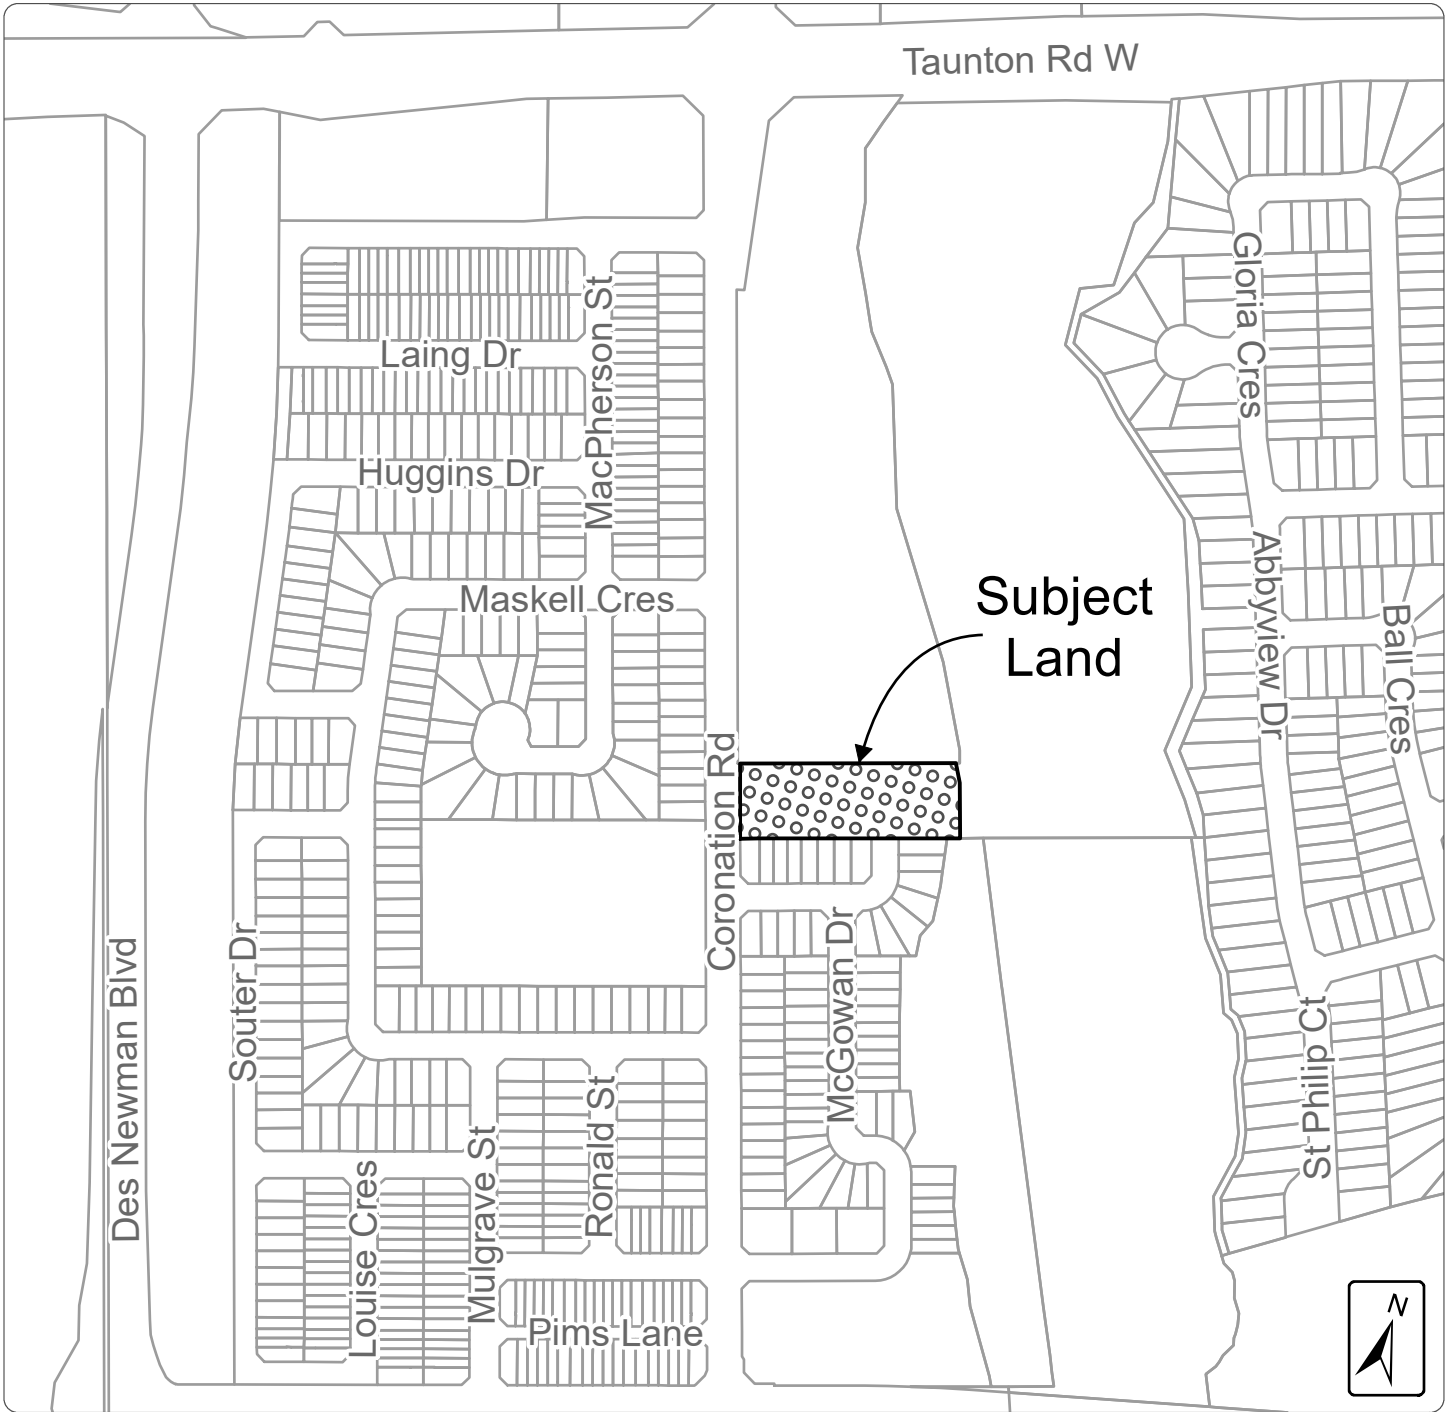 Taunton Rd W
Gloria Cres
MacPherson St
Laing Dr
Huggins Dr
Maskell Cres
Subject
Land
Abbyview Dr
Ball Cres
Coronation Rd
Souter Dr
Des Newman Blvd
McGowan Dr
St Philip Ct
Ronald St
Mulgrave St
Louise Cres
Pims Lane
N